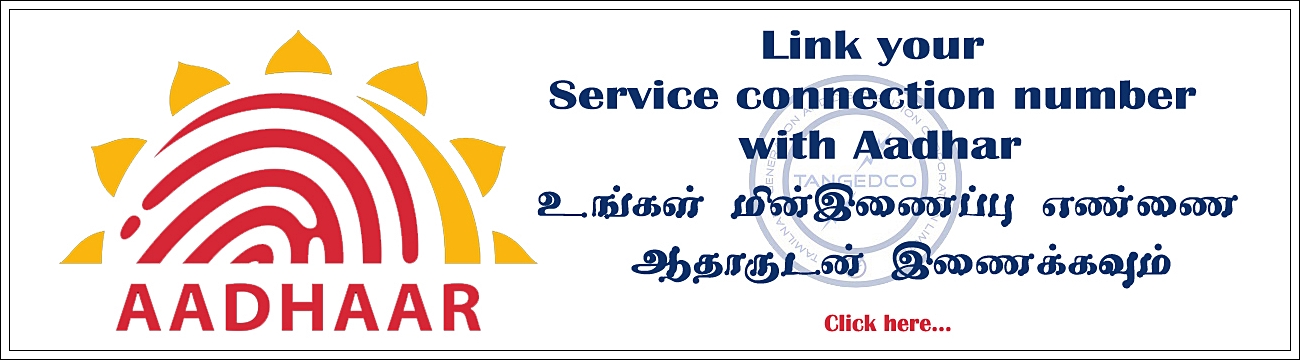 AADHAAR
Link your
Service connection number
with Aadhar
உங்கள் மின்இணைப்பு எண்ணை
ஆதாருடன் இணைக்கவும்
Click here...
TANGEDCO